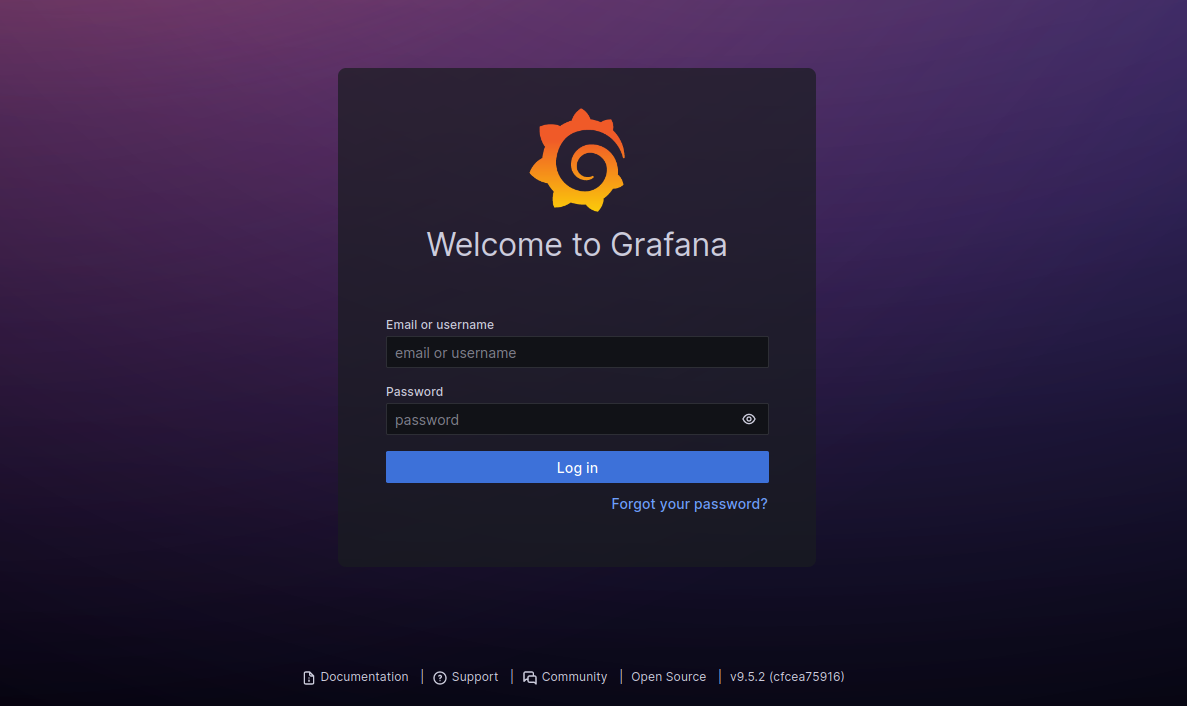 Welcome to Grafana
Email or username
email or username
Password
password
Log in
Forgot your password?
Documentation | Support | Community | Open Source | v9.5.2 (cfcea75916)